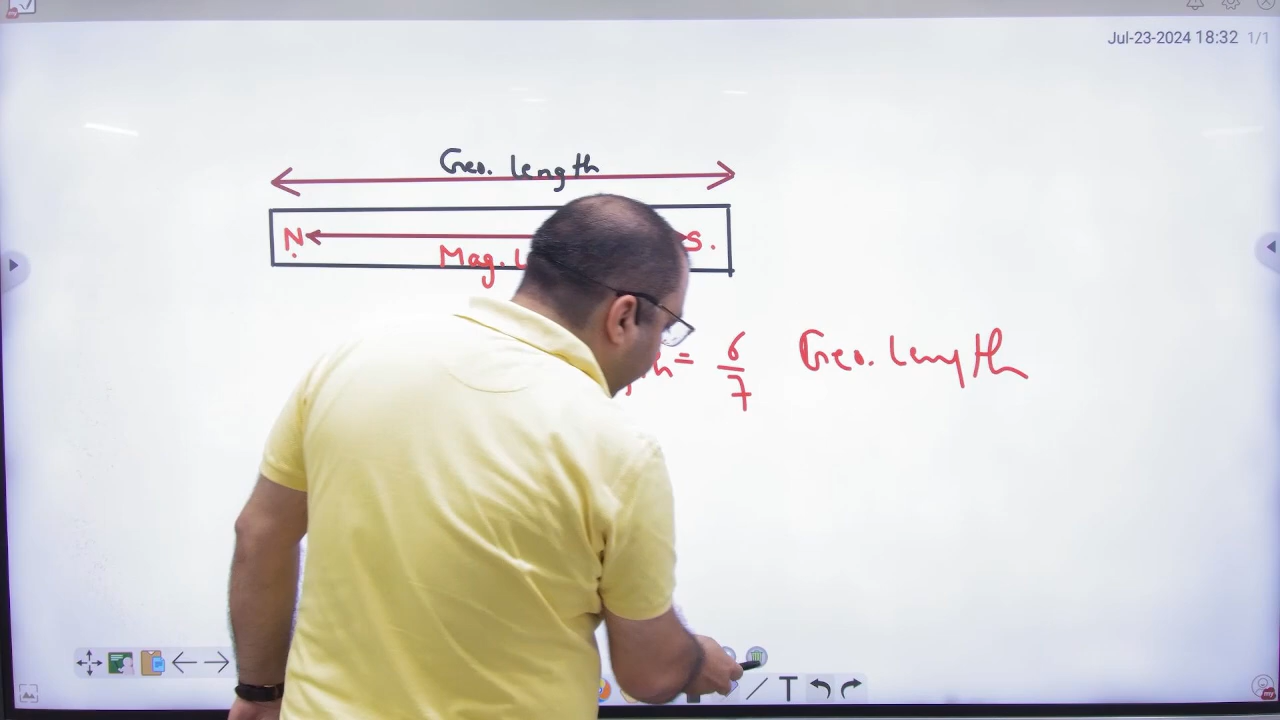 Jul-23-2024 18:32 1/1
Geo. Length
N S.
Mag. L
= 6/7 Geo. Length
T